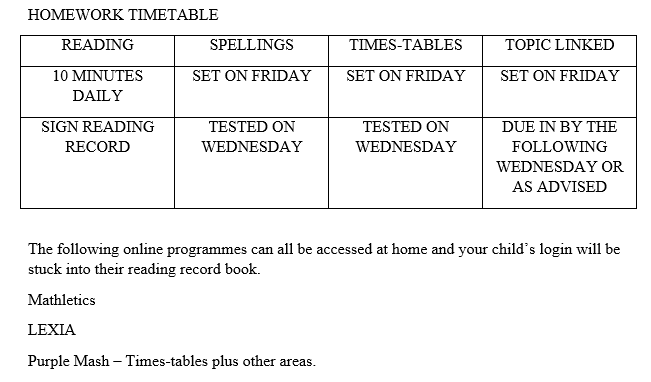 HOMEWORK TIMETABLE
READING SPELLINGS TIMES-TABLES TOPIC LINKED
10 MINUTES DAILY SET ON FRIDAY SET ON FRIDAY SET ON FRIDAY
SIGN READING RECORD TESTED ON WEDNESDAY TESTED ON WEDNESDAY DUE IN BY THE FOLLOWING WEDNESDAY OR AS ADVISED
The following online programmes can all be accessed at home and your child’s login will be
stuck into their reading record book.
Mathletics
LEXIA
Purple Mash – Times-tables plus other areas.